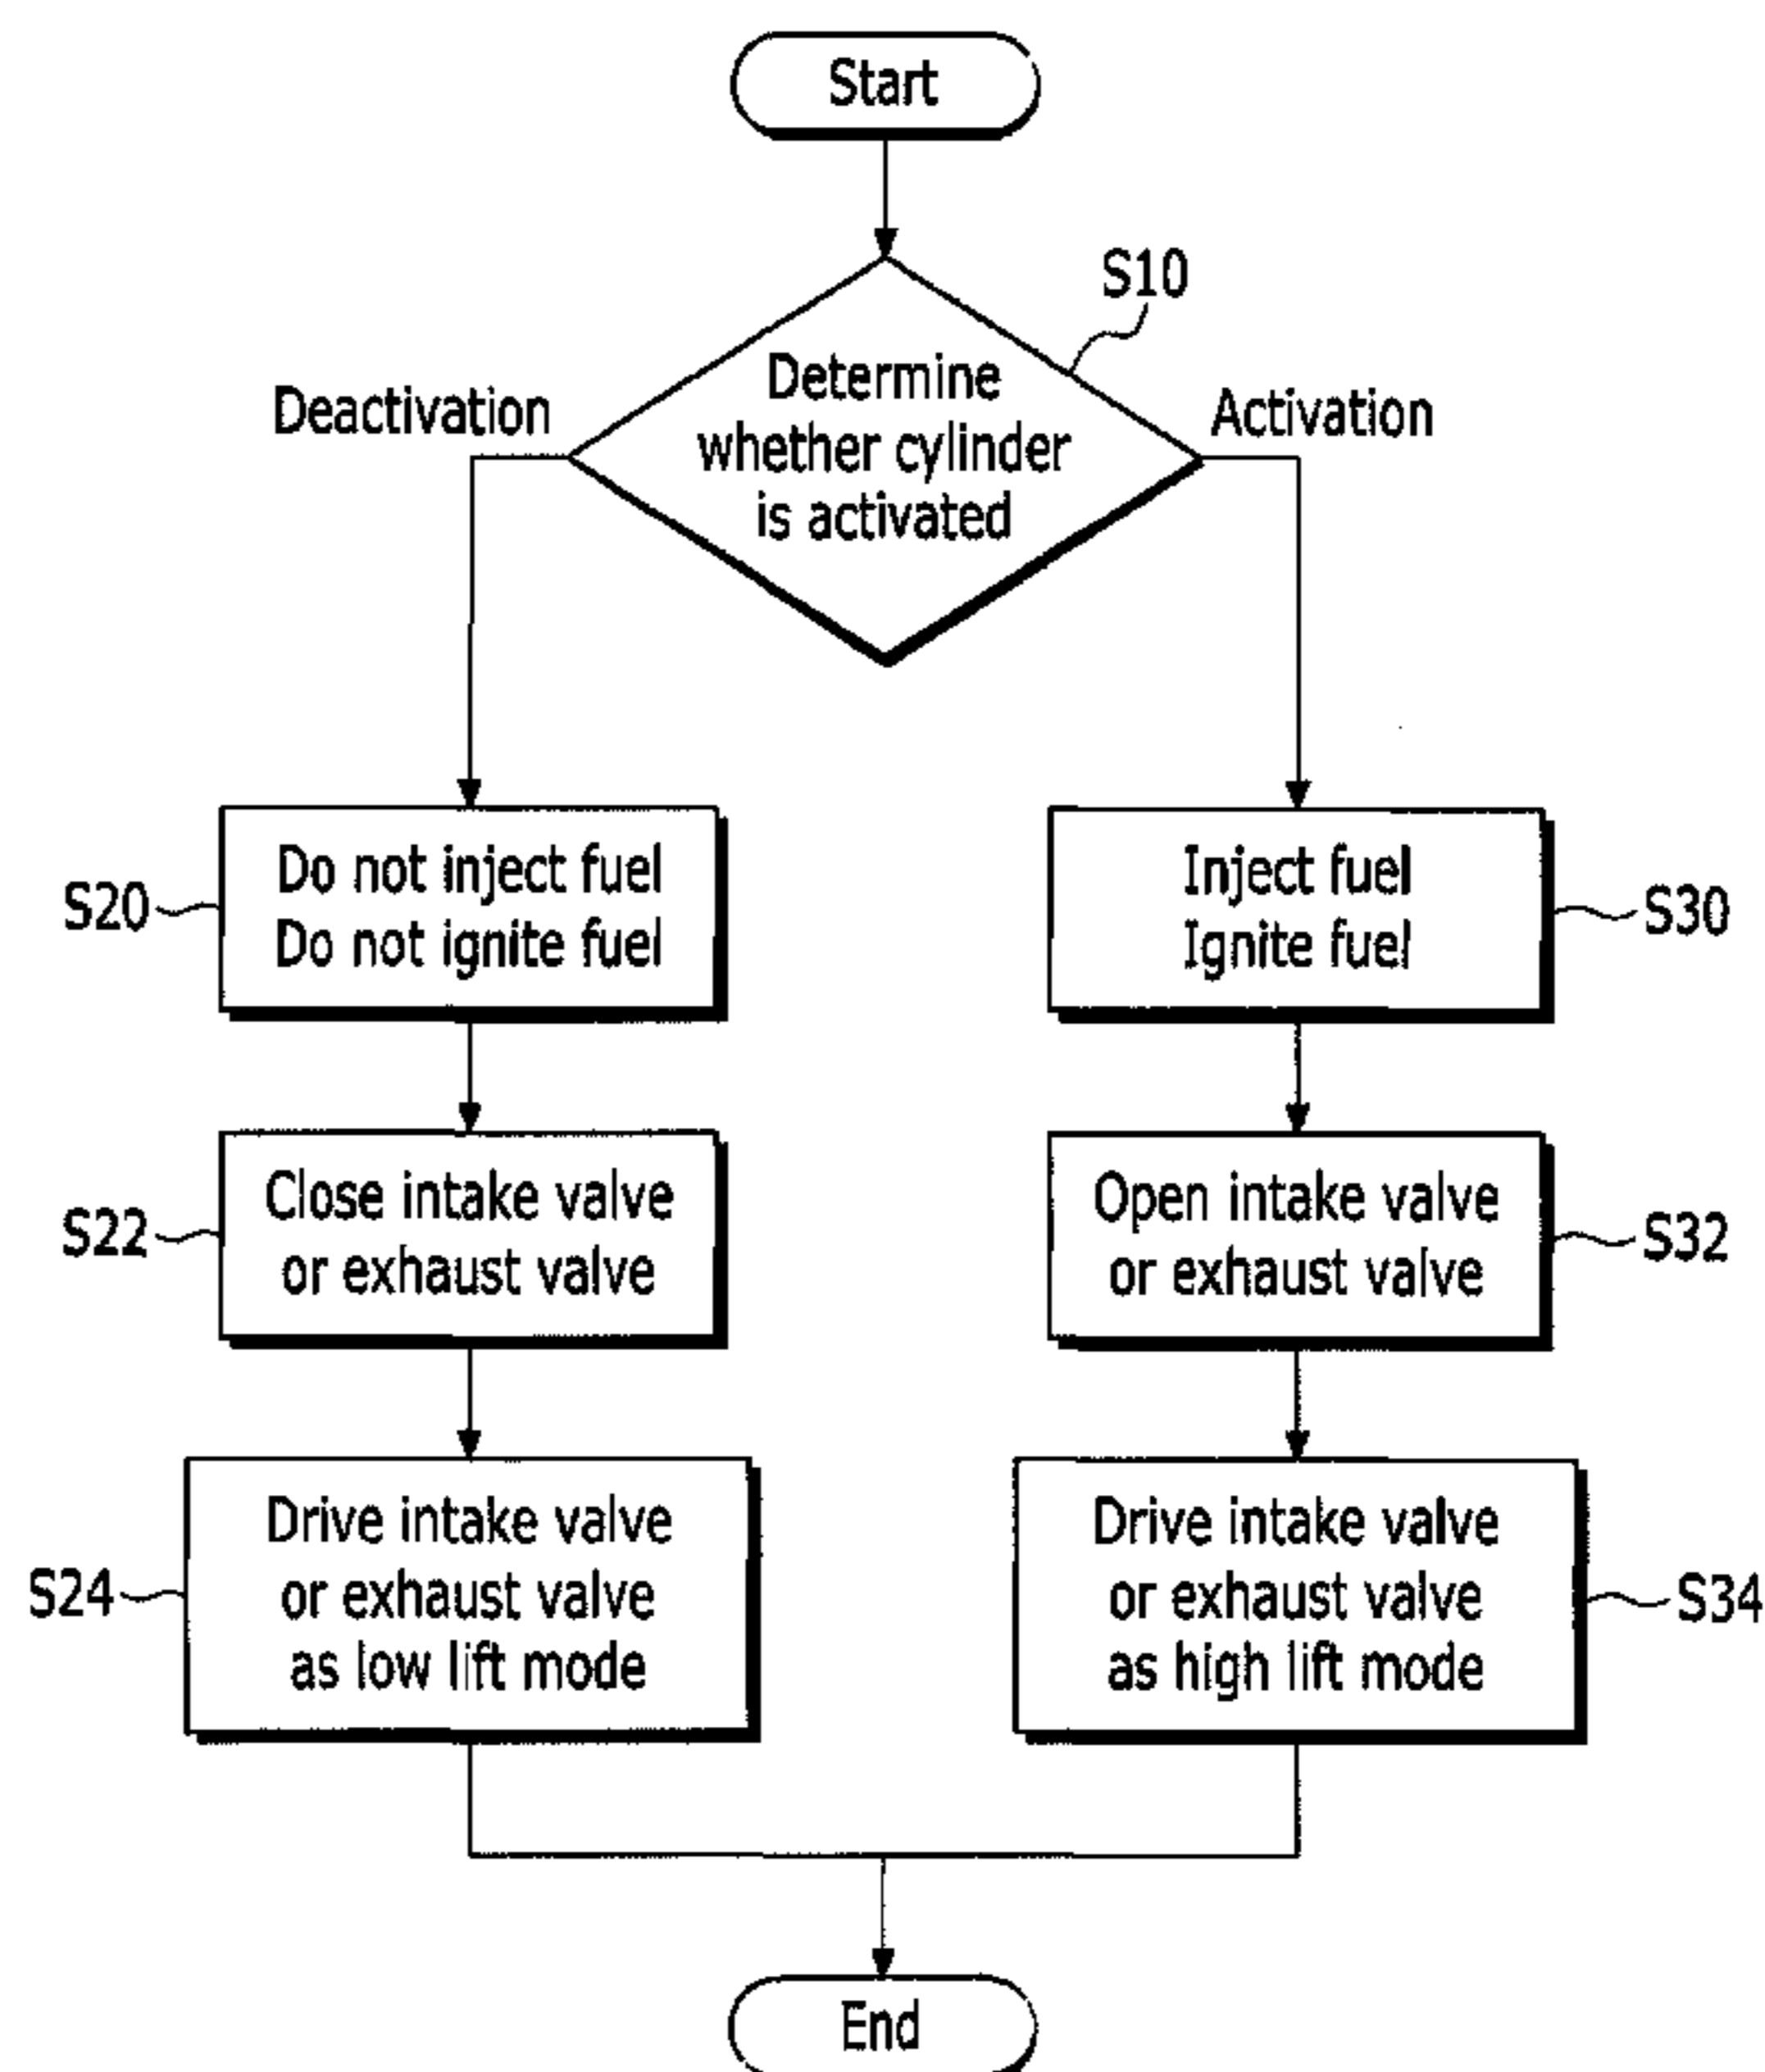 Start
S10
Determine
whether cylinder
is activated
Deactivation
Activation
Do not inject fuel
Do not ignite fuel
S20
Inject fuel
Ignite fuel
S30
Close intake valve
or exhaust valve
S22
Open intake valve
or exhaust valve
S32
Drive intake valve
or exhaust valve
as low lift mode
S24
Drive intake valve
or exhaust valve
as high lift mode
S34
End